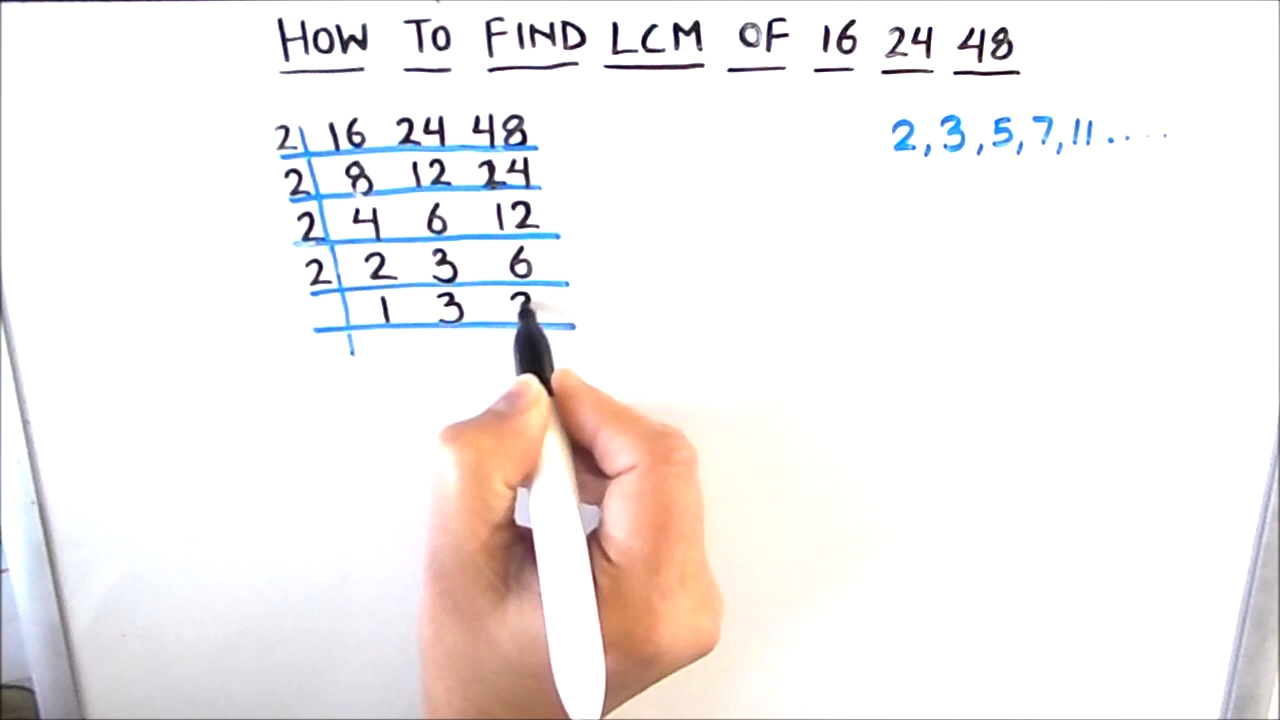 HOW TO FIND LCM OF 16 24 48
2 16 24 48
2, 3, 5, 7, 11 . . . . .
2 8 12 24
2 4 6 12
2 2 3 6
1 3